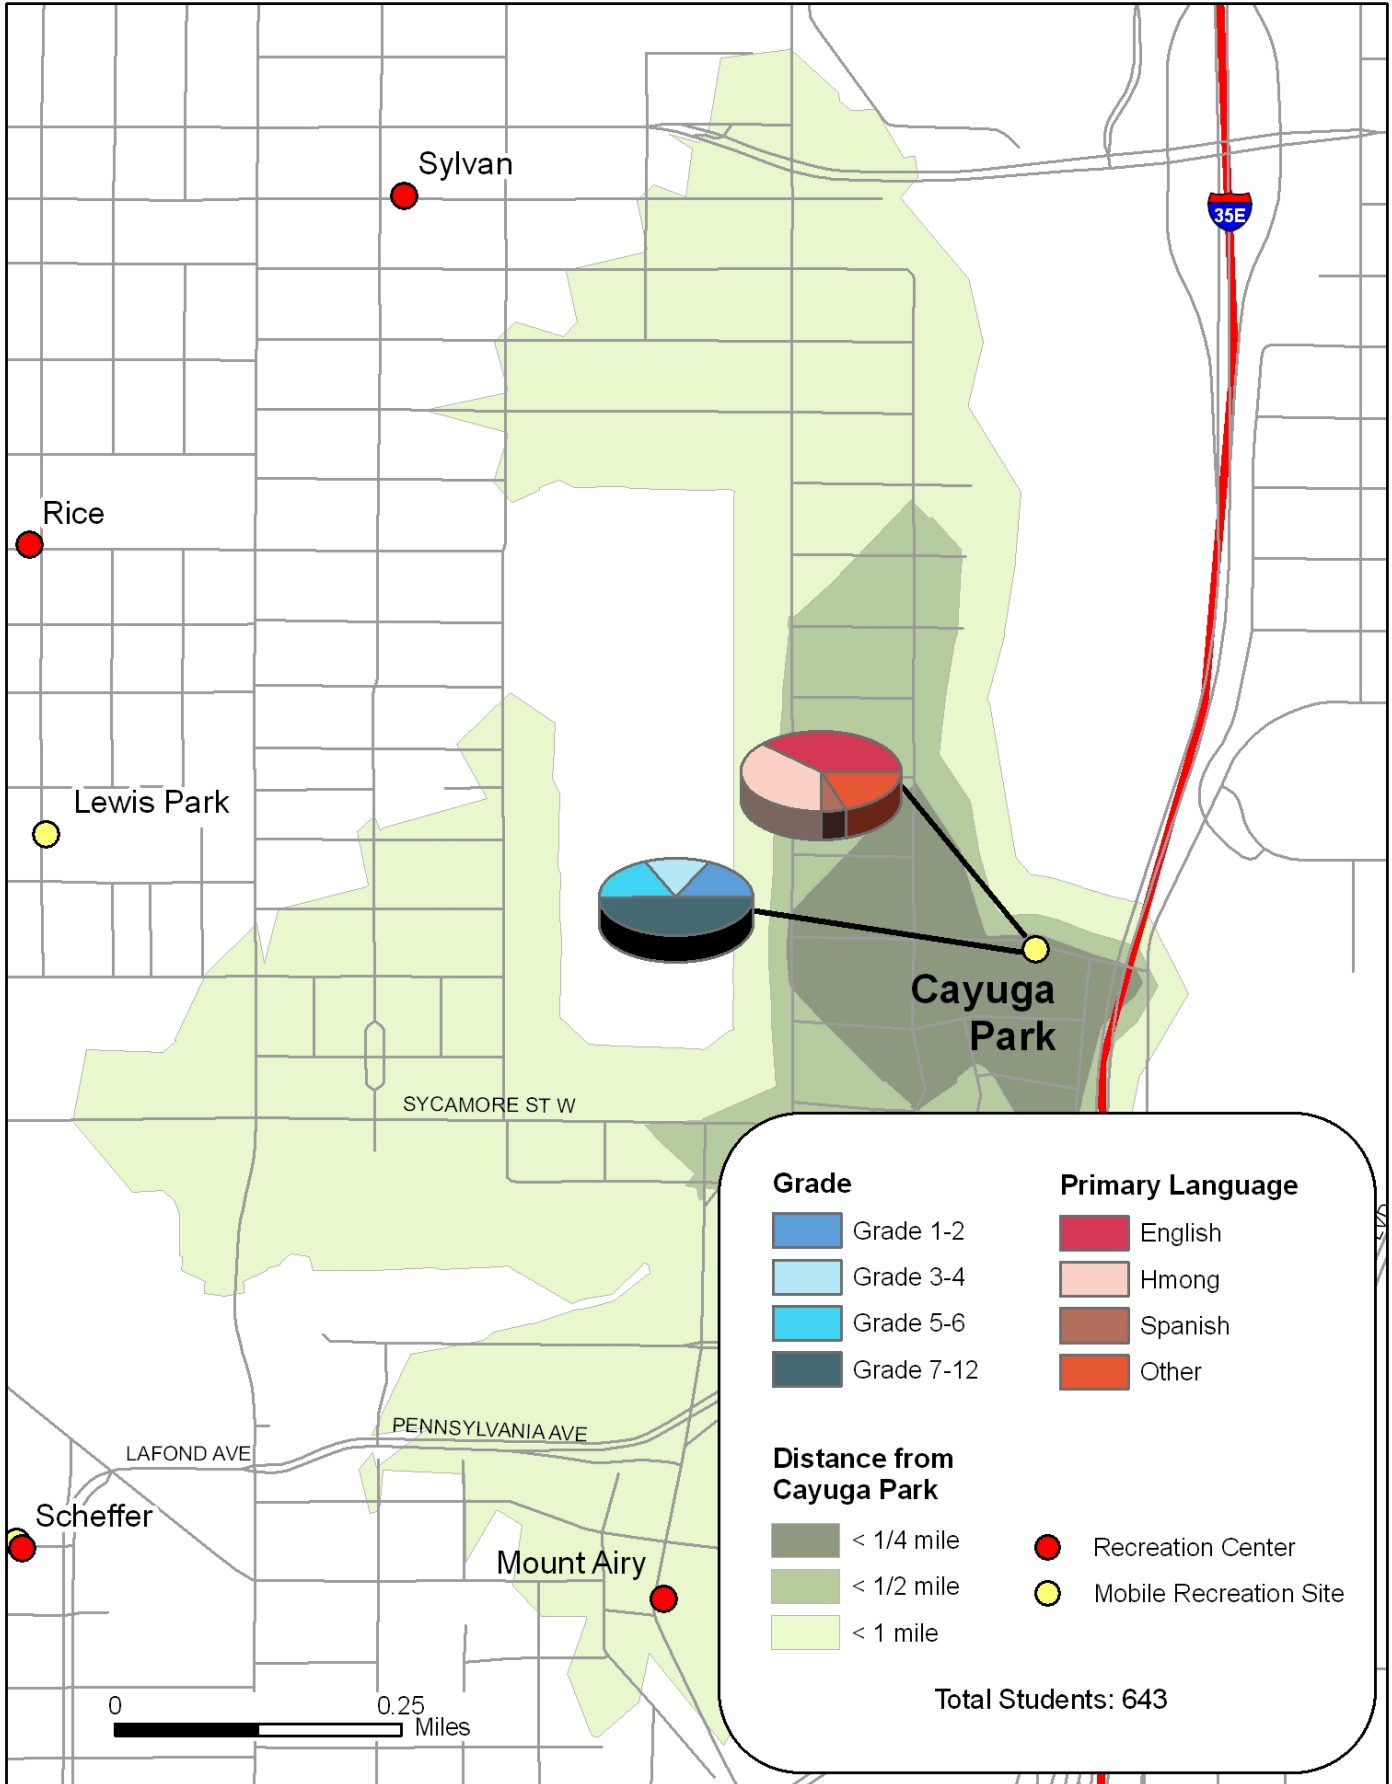 Sylvan
35E
Rice
Lewis Park
Cayuga
Park
SYCAMORE ST W
Grade
Grade 1-2
Grade 3-4
Grade 5-6
Grade 7-12
Primary Language
English
Hmong
Spanish
Other
PENNSYLVANIA AVE
LAFOND AVE
Distance from
Cayuga Park
< 1/4 mile
< 1/2 mile
< 1 mile
Recreation Center
Mobile Recreation Site
Scheffer
Mount Airy
Total Students: 643
0
0.25
Miles